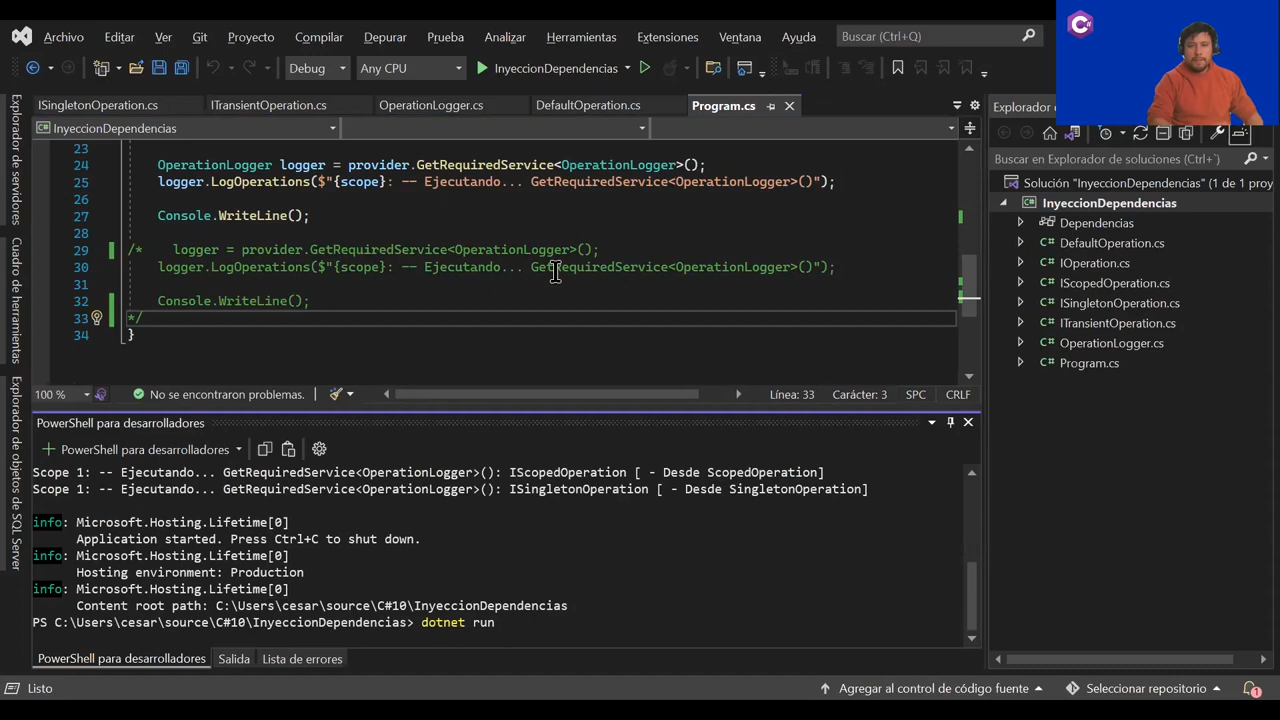 Archivo Editar Ver Git Proyecto Compilar Depurar Prueba Analizar Herramientas Extensiones Ventana Ayuda Buscar (Ctrl+Q)
Debug Any CPU InyeccionDependencias
ISingletonOperation.cs ITransientOperation.cs OperationLogger.cs DefaultOperation.cs Program.cs
InyeccionDependencias
23
24 OperationLogger logger = provider.GetRequiredService<OperationLogger>();
25 logger.LogOperations($"{scope}: -- Ejecutando... GetRequiredService<OperationLogger>()");
26
27 Console.WriteLine();
28
29 /* logger = provider.GetRequiredService<OperationLogger>();
30 logger.LogOperations($"{scope}: -- Ejecutando... GetRequiredService<OperationLogger>()");
31
32 Console.WriteLine();
33 */
34 }
100 % No se encontraron problemas. Línea: 33 Carácter: 3 SPC CRLF
PowerShell para desarrolladores
PowerShell para desarrolladores
Scope 1: -- Ejecutando... GetRequiredService<OperationLogger>(): IScopedOperation [ - Desde ScopedOperation]
Scope 1: -- Ejecutando... GetRequiredService<OperationLogger>(): ISingletonOperation [ - Desde SingletonOperation]
info: Microsoft.Hosting.Lifetime[0]
Application started. Press Ctrl+C to shut down.
info: Microsoft.Hosting.Lifetime[0]
Hosting environment: Production
info: Microsoft.Hosting.Lifetime[0]
Content root path: C:\Users\cesar\source\C#10\InyeccionDependencias
PS C:\Users\cesar\source\C#10\InyeccionDependencias> dotnet run
PowerShell para desarrolladores Salida Lista de errores
Listo Agregar al control de código fuente Seleccionar repositorio 1
Explorador de servidores
Cuadro de herramientas
Explorador de objetos de SQL Server
Explorador
Buscar en Explorador de soluciones (Ctrl+`)
Solución "InyeccionDependencias" (1 de 1 proy
InyeccionDependencias
Dependencias
C# DefaultOperation.cs
C# IOperation.cs
C# IScopedOperation.cs
C# ISingletonOperation.cs
C# ITransientOperation.cs
C# OperationLogger.cs
C# Program.cs